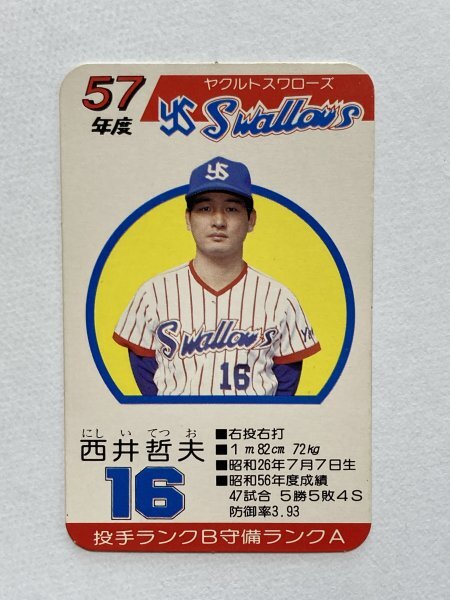 57
年度
ヤクルトスワローズ
YS Swallows
YS
Swallows
16
にしいてつお
西井哲夫
16
■右投右打
■1m82cm 72kg
■昭和26年7月7日生
■昭和56年度成績
47試合 5勝5敗4S
防御率3.93
投手ランクB守備ランクA